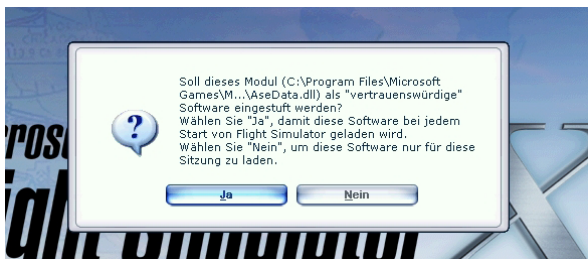 Soll dieses Modul (C:\Program Files\Microsoft
Games\M...\AseData.dll) als "vertrauenswürdige"
Software eingestuft werden?
Wählen Sie "Ja", damit diese Software bei jedem
Start von Flight Simulator geladen wird.
Wählen Sie "Nein", um diese Software nur für diese
Sitzung zu laden.
Ja
Nein